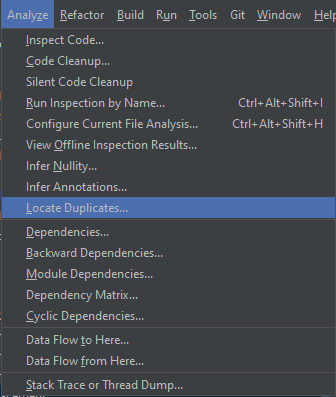 Analyze Refactor Build Run Tools Git Window
Inspect Code...
Code Cleanup...
Silent Code Cleanup
Run Inspection by Name... Ctrl+Alt+Shift+I
Configure Current File Analysis... Ctrl+Alt+Shift+H
View Offline Inspection Results...
Infer Nullity...
Infer Annotations...
Locate Duplicates...
Dependencies...
Backward Dependencies...
Module Dependencies...
Dependency Matrix...
Cyclic Dependencies...
Data Flow to Here...
Data Flow from Here...
Stack Trace or Thread Dump...